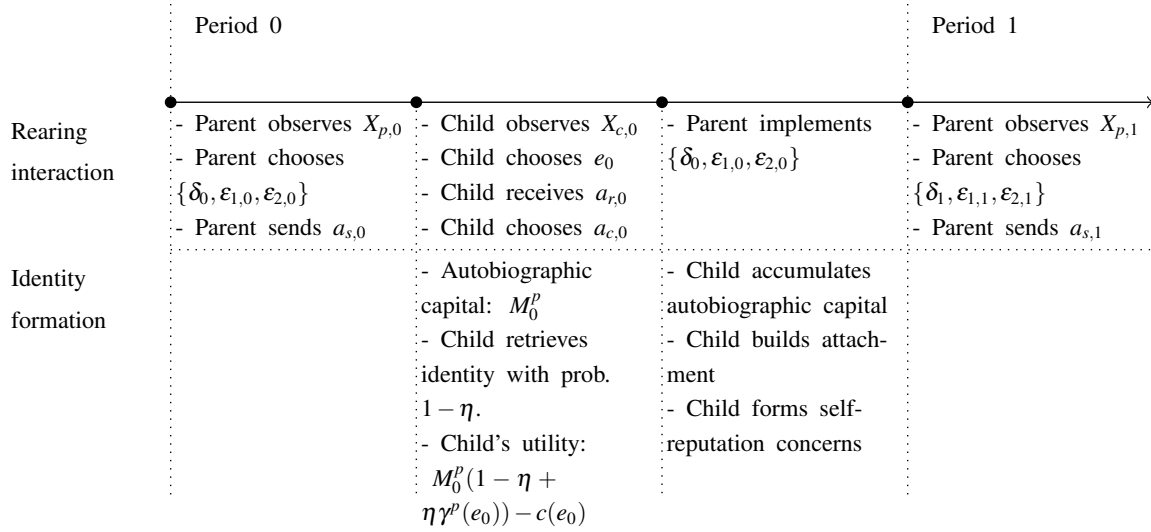 Period 0
Period 1
Rearing
interaction
- Parent observes X_{p,0}
- Parent chooses
{δ_0, ε_{1,0}, ε_{2,0}}
- Parent sends a_{s,0}
- Child observes X_{c,0}
- Child chooses e_0
- Child receives a_{r,0}
- Child chooses a_{c,0}
- Parent implements
{δ_0, ε_{1,0}, ε_{2,0}}
- Parent observes X_{p,1}
- Parent chooses
{δ_1, ε_{1,1}, ε_{2,1}}
- Parent sends a_{s,1}
Identity
formation
- Autobiographic
capital: M_0^p
- Child retrieves
identity with prob.
1 − η.
- Child's utility:
M_0^p(1 − η +
ηγ^p(e_0)) − c(e_0)
- Child accumulates
autobiographic capital
- Child builds attach-
ment
- Child forms self-
reputation concerns